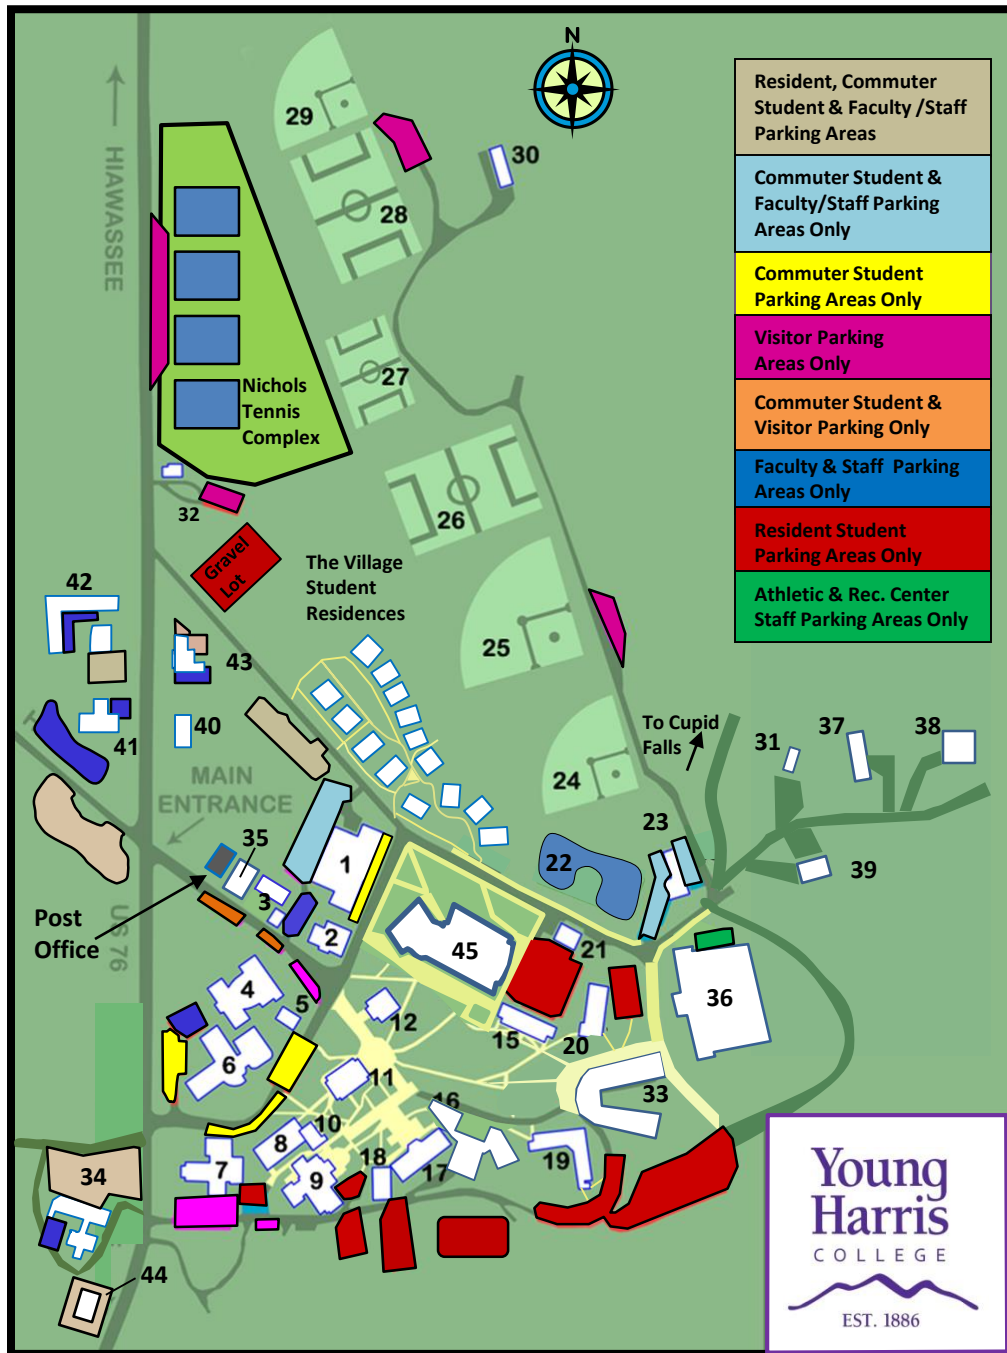 N
29
30
28
HIAWASSEE
27
Nichols
Tennis
Complex
26
32
Gravel
Lot
The Village
Student
Residences
42
25
43
40
41
To Cupid
Falls
24
31
37
38
MAIN
ENTRANCE
23
22
39
35
1
3
Post
Office
2
US 76
45
21
36
4
5
12
15
20
6
11
33
16
10
8
18
17
19
7
9
34
44
Resident, Commuter
Student & Faculty /Staff
Parking Areas
Commuter Student &
Faculty/Staff Parking
Areas Only
Commuter Student
Parking Areas Only
Visitor Parking
Areas Only
Commuter Student &
Visitor Parking Only
Faculty & Staff Parking
Areas Only
Resident Student
Parking Areas Only
Athletic & Rec. Center
Staff Parking Areas Only
Young
Harris
COLLEGE
EST. 1886